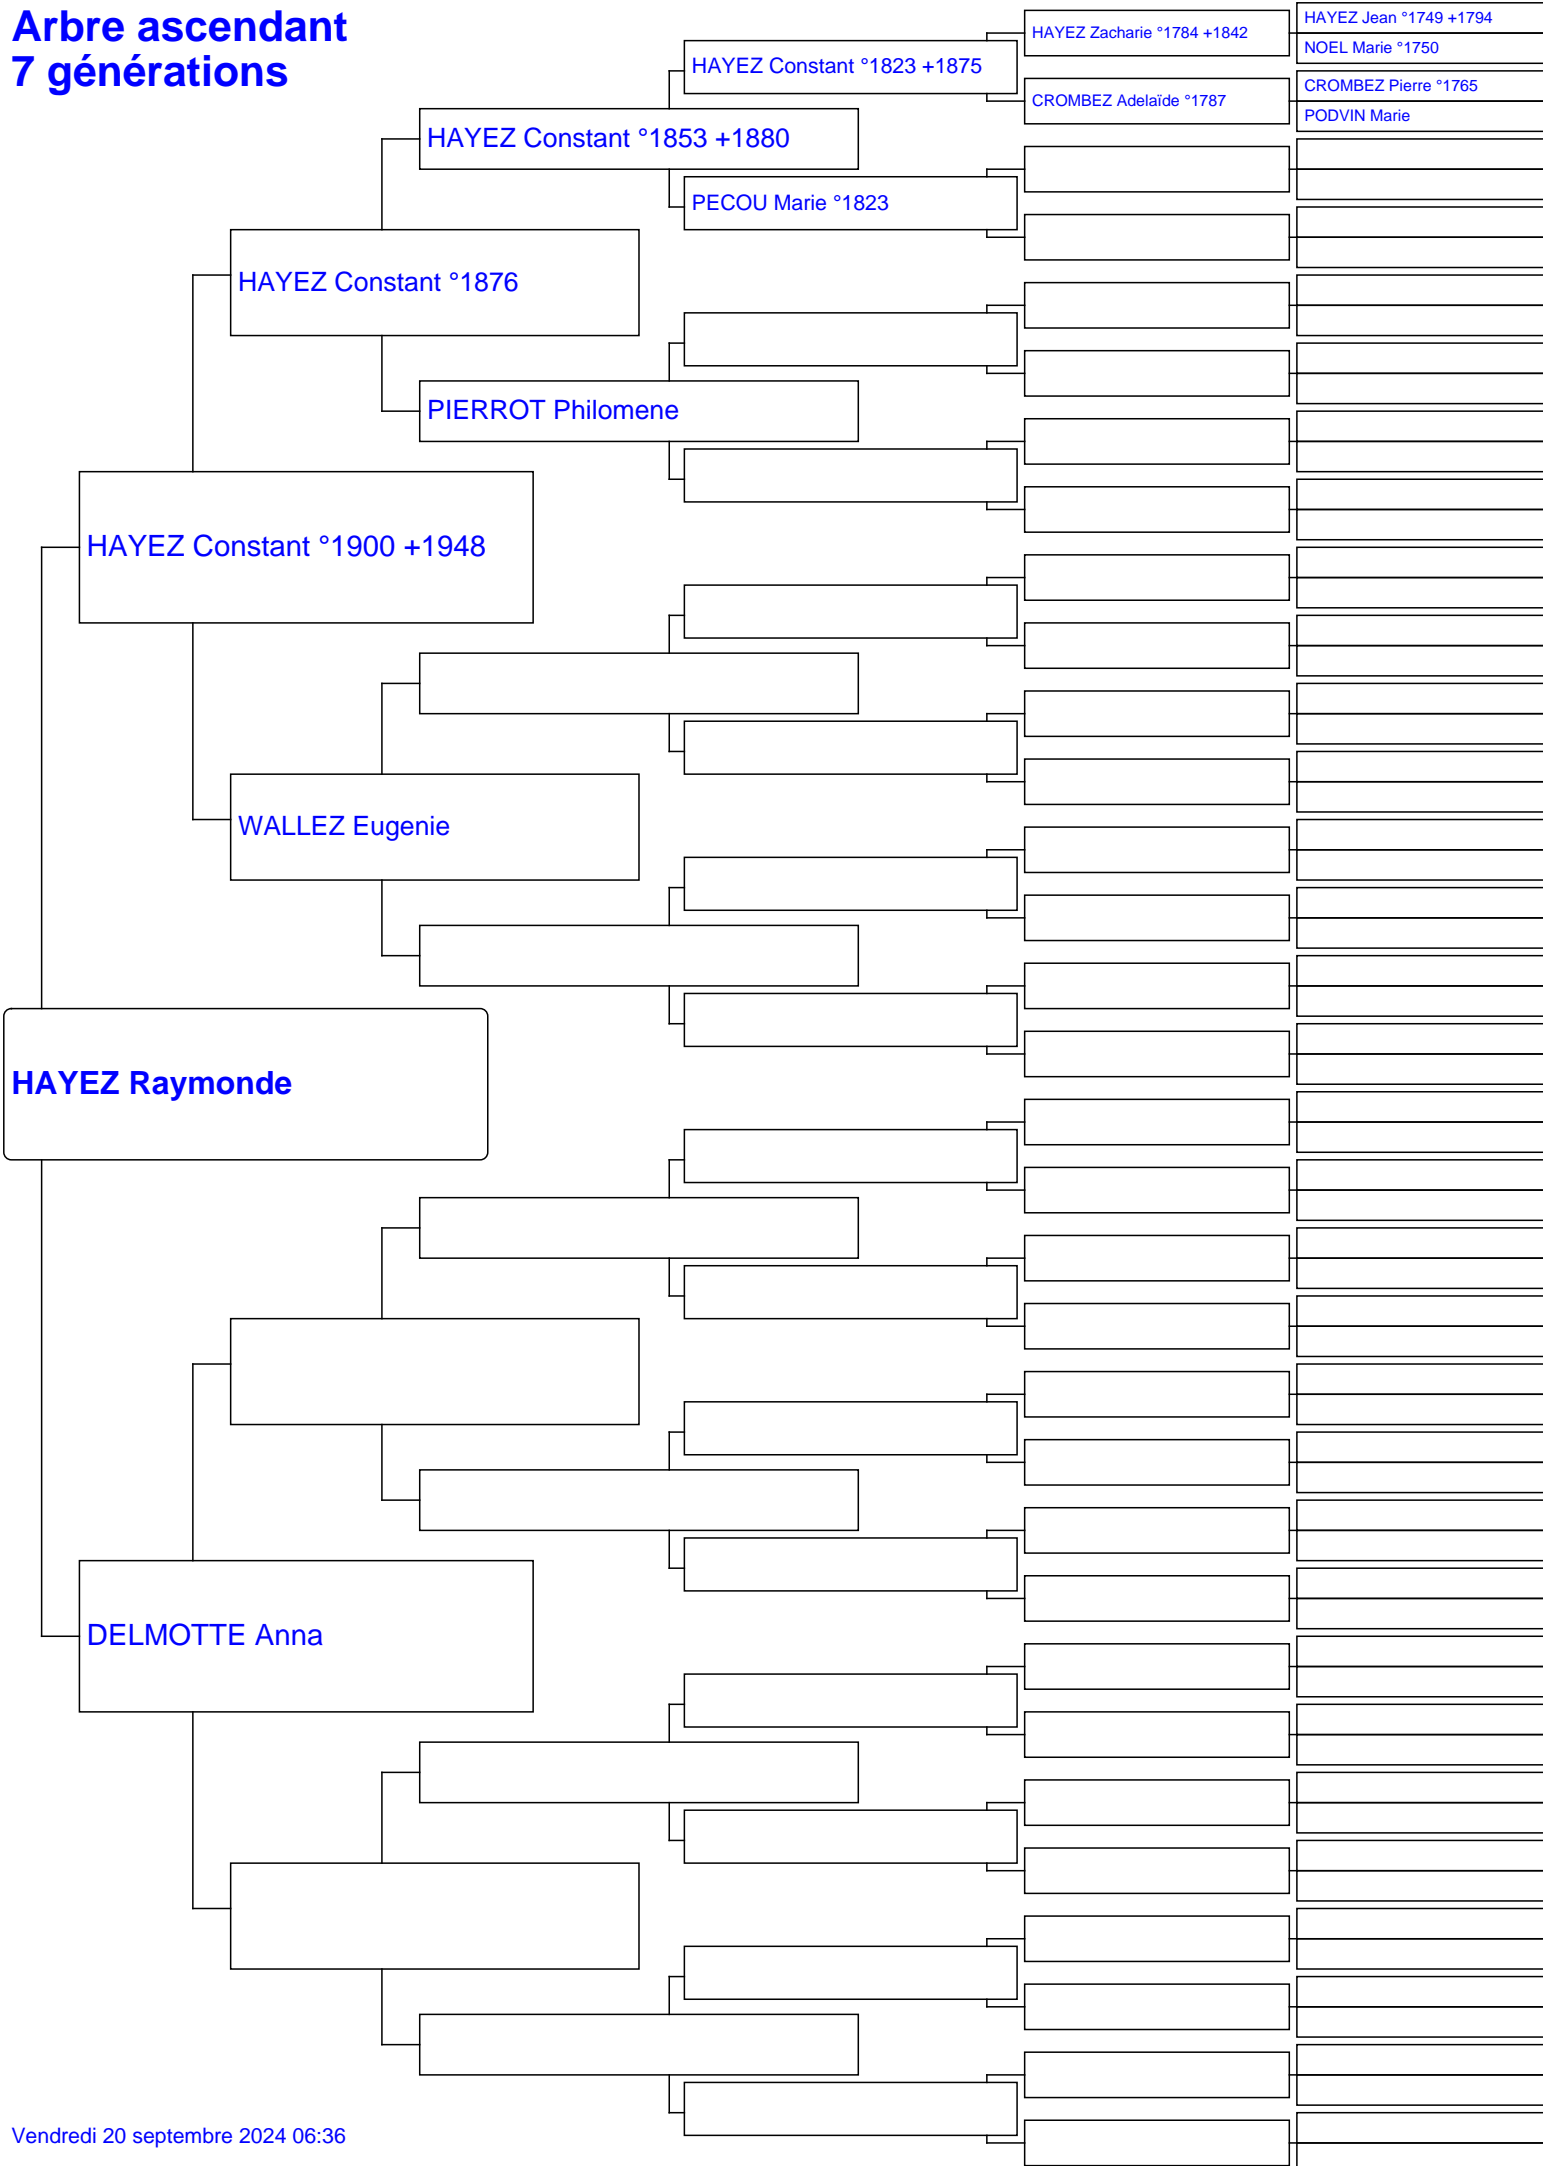 Arbre ascendant
7 générations
HAYEZ Jean °1749 +1794
HAYEZ Zacharie °1784 +1842
NOEL Marie °1750
HAYEZ Constant °1823 +1875
CROMBEZ Pierre °1765
CROMBEZ Adelaïde °1787
PODVIN Marie
HAYEZ Constant °1853 +1880
PECOU Marie °1823
HAYEZ Constant °1876
PIERROT Philomene
HAYEZ Constant °1900 +1948
WALLEZ Eugenie
HAYEZ Raymonde
DELMOTTE Anna
Vendredi 20 septembre 2024 06:36